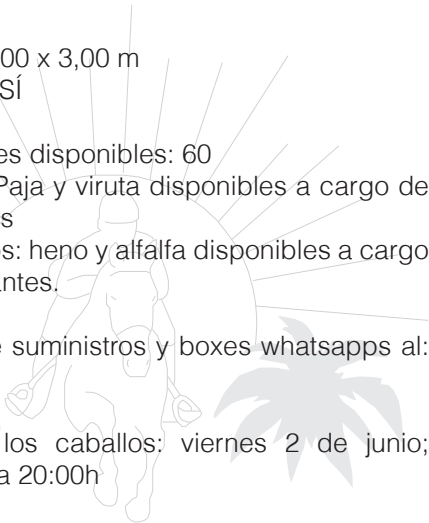 00 x 3,00 m
SÍ
es disponibles: 60
Paja y viruta disponibles a cargo de
s
os: heno y alfalfa disponibles a cargo
antes.
e suministros y boxes whatsapps al:
los caballos: viernes 2 de junio;
a 20:00h